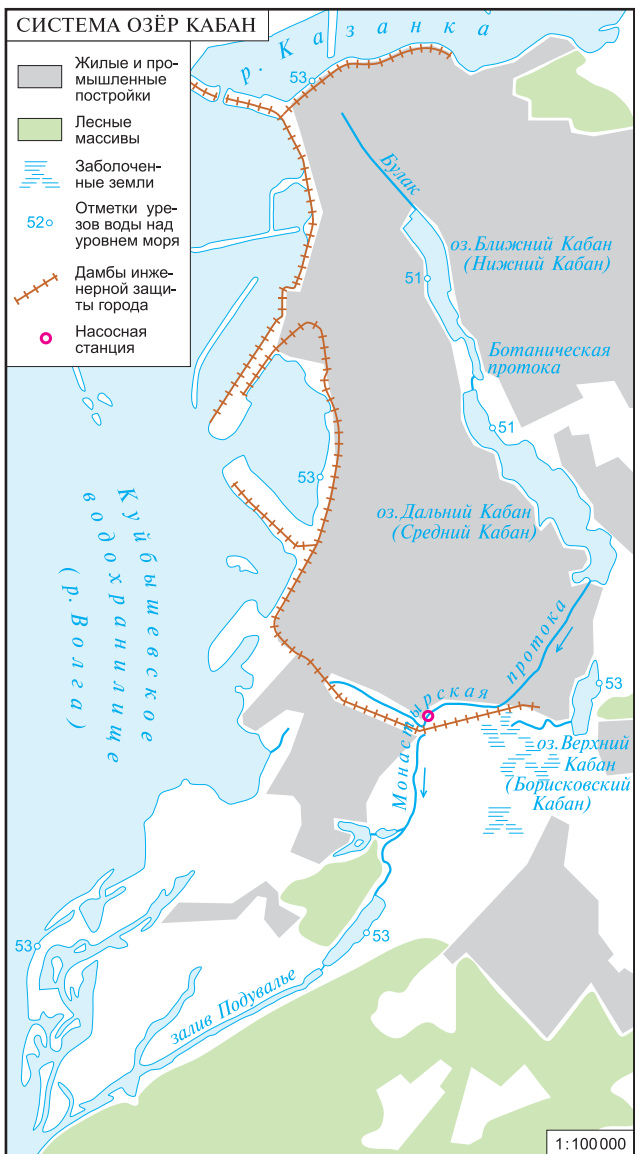 СИСТЕМА ОЗЁР КАБАН
Жилые и про-
мышленные
постройки
Лесные
массивы
Заболочен-
ные земли
52
Отметки уре-
зов воды над
уровнем моря
Дамбы инже-
нерной защи-
ты города
Насосная
станция
р. Казанка
53
Булак
оз. Ближний Кабан
(Нижний Кабан)
51
Ботаническая
протока
51
53
оз. Дальний Кабан
(Средний Кабан)
Куйбышевское
водохранилище
(р. Волга)
Монастырская протока
53
оз. Верхний
Кабан
(Борисковский
Кабан)
53
53
залив Подувалье
1:100 000